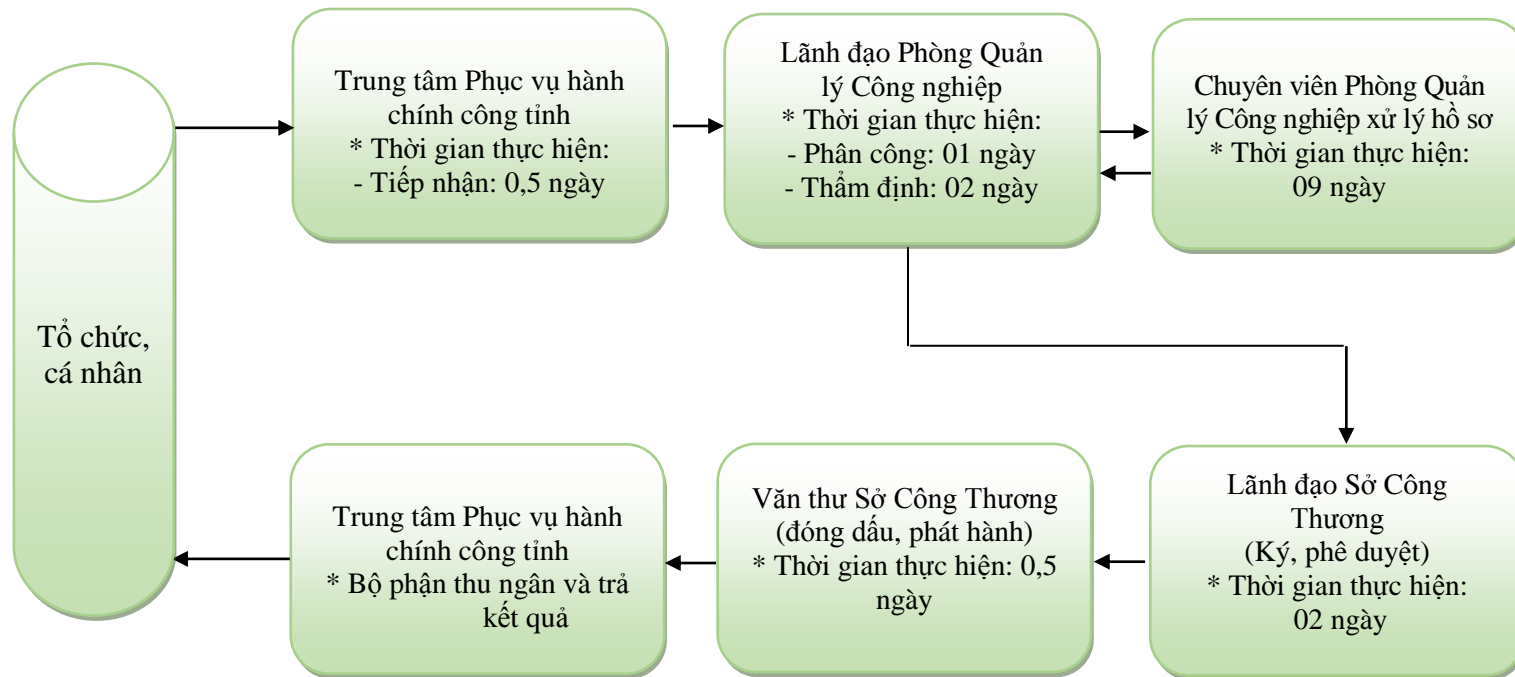 Tổ chức,
cá nhân
Trung tâm Phục vụ hành
chính công tỉnh
* Thời gian thực hiện:
- Tiếp nhận: 0,5 ngày
Lãnh đạo Phòng Quản
lý Công nghiệp
* Thời gian thực hiện:
- Phân công: 01 ngày
- Thẩm định: 02 ngày
Chuyên viên Phòng Quản
lý Công nghiệp xử lý hồ sơ
* Thời gian thực hiện:
09 ngày
Lãnh đạo Sở Công
Thương
(Ký, phê duyệt)
* Thời gian thực hiện:
02 ngày
Văn thư Sở Công Thương
(đóng dấu, phát hành)
* Thời gian thực hiện: 0,5
ngày
Trung tâm Phục vụ hành
chính công tỉnh
* Bộ phận thu ngân và trả
kết quả